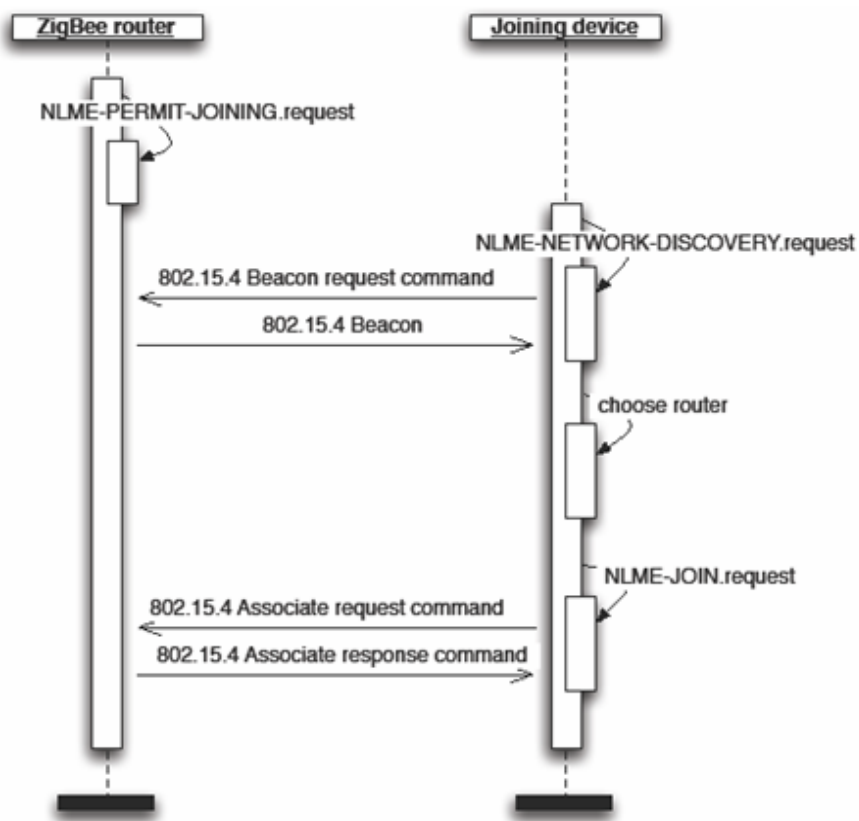 ZigBee router
Joining device
NLME-PERMIT-JOINING.request
NLME-NETWORK-DISCOVERY.request
802.15.4 Beacon request command
802.15.4 Beacon
choose router
NLME-JOIN.request
802.15.4 Associate request command
802.15.4 Associate response command